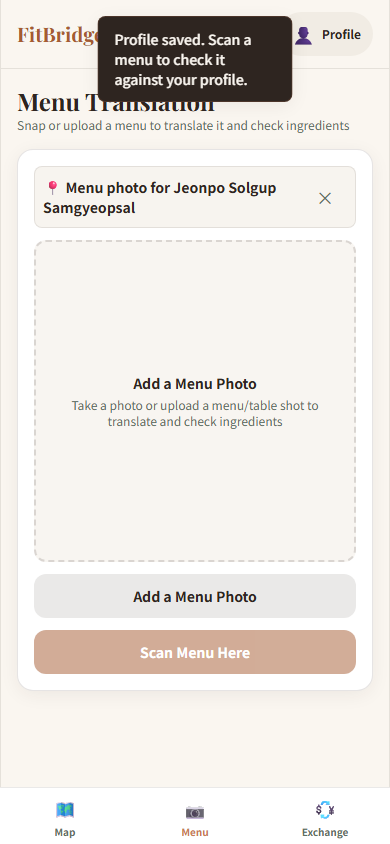 FitBridge
Profile
Profile saved. Scan a
menu to check it
against your profile.
Menu Translation
Snap or upload a menu to translate it and check ingredients
Menu photo for Jeonpo Solgup
Samgyeopsal
Add a Menu Photo
Take a photo or upload a menu/table shot to
translate and check ingredients
Add a Menu Photo
Scan Menu Here
Map
Menu
Exchange